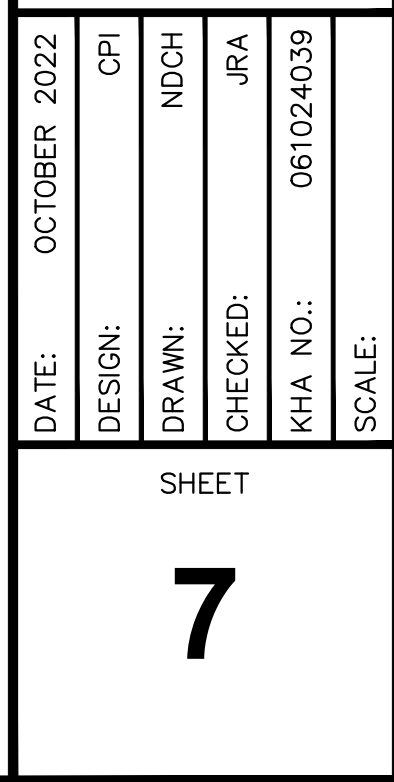 DATE: OCTOBER 2022
DESIGN: CPI
DRAWN: NDCH
CHECKED: JRA
KHA NO.: 061024039
SCALE:
SHEET
7